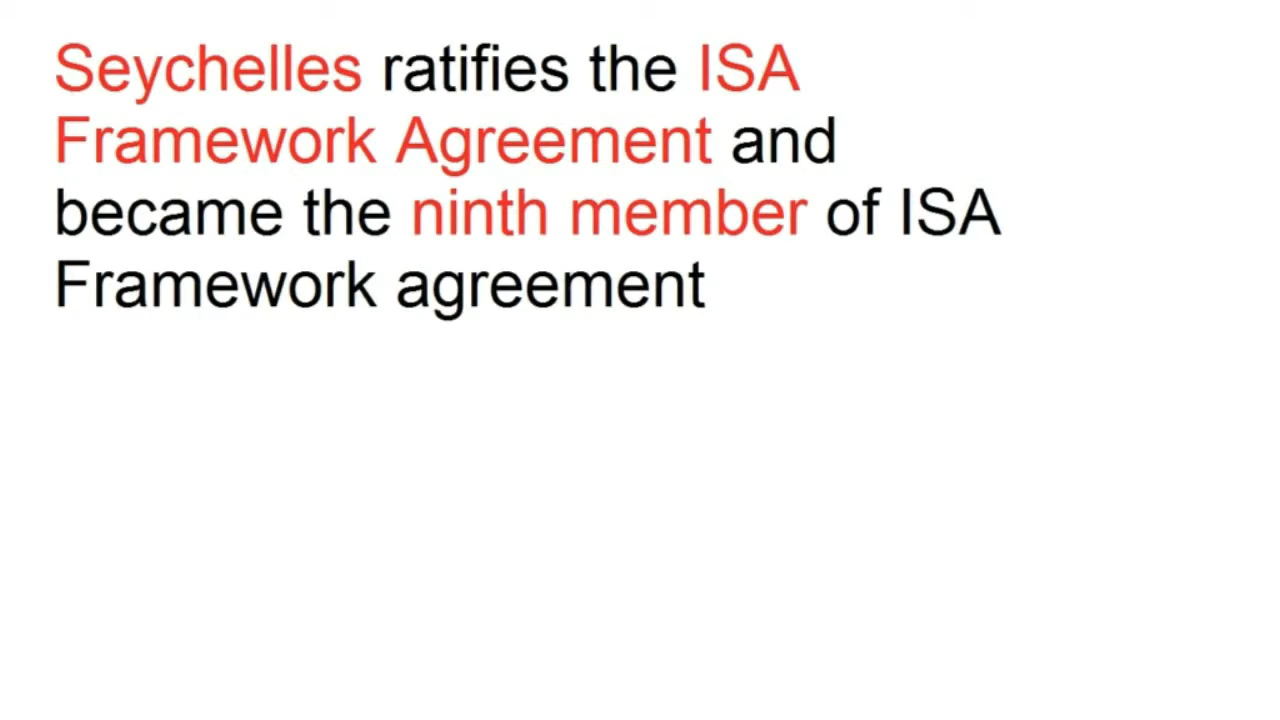 Seychelles ratifies the ISA
Framework Agreement and
became the ninth member of ISA
Framework agreement